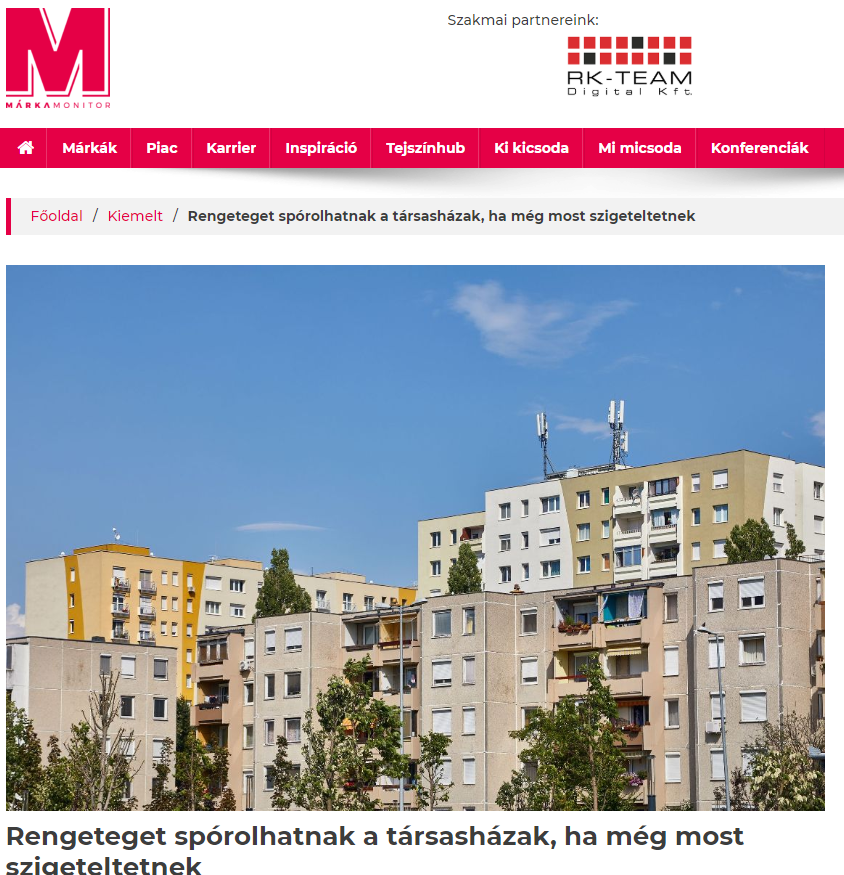 Szakmai partnereink:
M
MÁRKAMONITOR
RK-TEAM
Digital Kft.
Márkák Piac Karrier Inspiráció Tejszínhub Ki kicsoda Mi micsoda Konferenciák
Főoldal / Kiemelt / Rengeteget spórolhatnak a társasházak, ha még most szigeteltetnek
Rengeteget spórolhatnak a társasházak, ha még most
szigeteltetnek